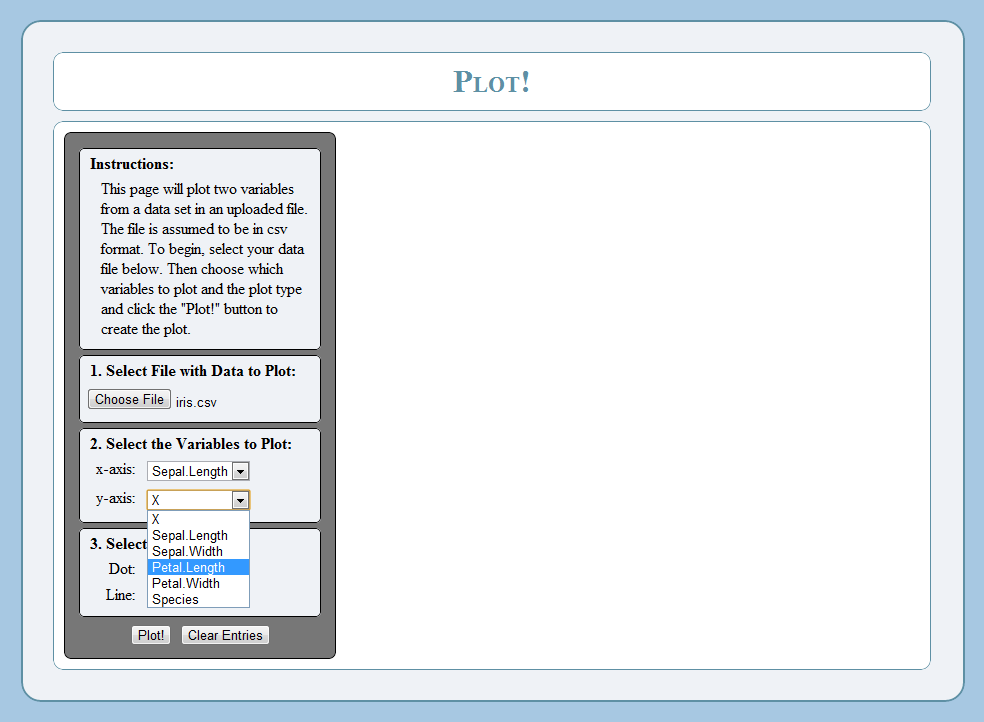 PLOT!
Instructions:
This page will plot two variables
from a data set in an uploaded file.
The file is assumed to be in csv
format. To begin, select your data
file below. Then choose which
variables to plot and the plot type
and click the "Plot!" button to
create the plot.
1. Select File with Data to Plot:
Choose File iris.csv
2. Select the Variables to Plot:
x-axis: Sepal.Length
y-axis: X
X
Sepal.Length
Sepal.Width
Petal.Length
Petal.Width
Species
3. Select
Dot:
Line:
Plot! Clear Entries